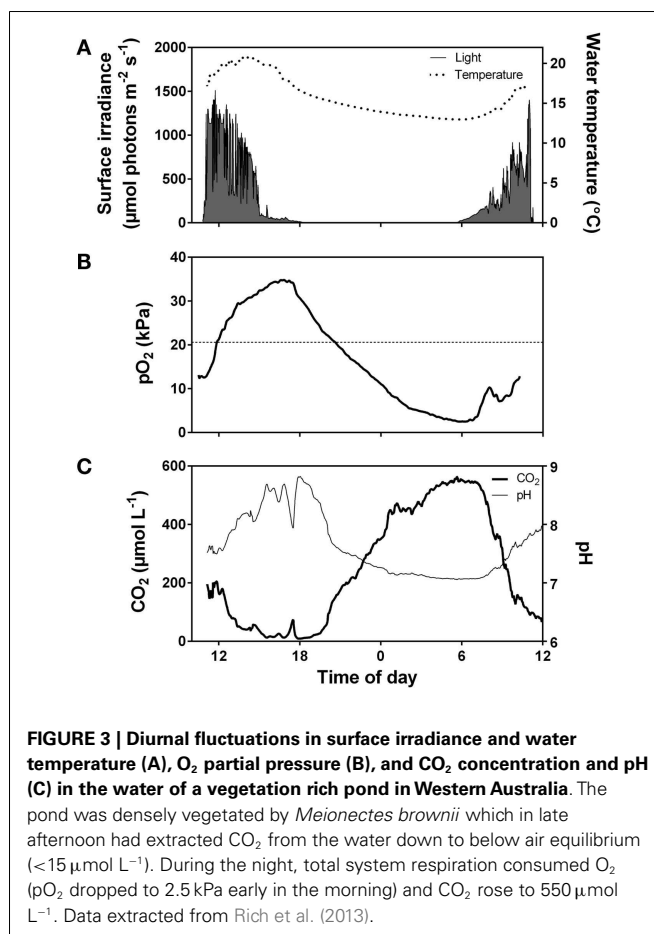 A
2000
1500
1000
500
0
Surface irradiance
(µmol photons m⁻² s⁻¹)
Light
Temperature
20
15
10
5
0
Water temperature (°C)
B
40
30
20
10
0
pO₂ (kPa)
C
600
400
200
0
CO₂ (µmol L⁻¹)
CO₂
pH
9
8
7
6
pH
12
18
0
6
12
Time of day
FIGURE 3 | Diurnal fluctuations in surface irradiance and water
temperature (A), O₂ partial pressure (B), and CO₂ concentration and pH
(C) in the water of a vegetation rich pond in Western Australia. The
pond was densely vegetated by Meionectes brownii which in late
afternoon had extracted CO₂ from the water down to below air equilibrium
(<15 µmol L⁻¹). During the night, total system respiration consumed O₂
(pO₂ dropped to 2.5 kPa early in the morning) and CO₂ rose to 550 µmol
L⁻¹. Data extracted from Rich et al. (2013).